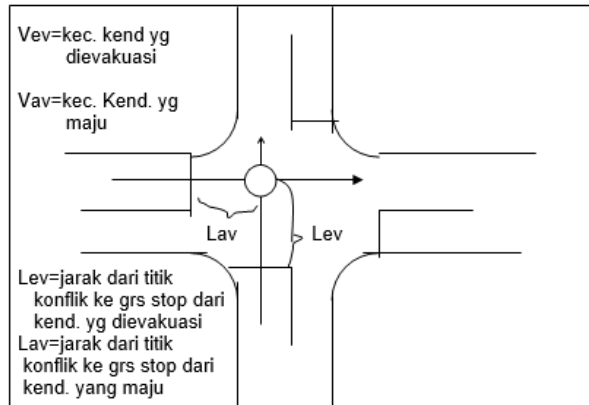 Vev=kec. kend yg
dievakuasi
Vav=kec. Kend. yg
maju
Lav
Lev
Lev=jarak dari titik
konflik ke grs stop dari
kend. yg dievakuasi
Lav=jarak dari titik
konflik ke grs stop dari
kend. yang maju